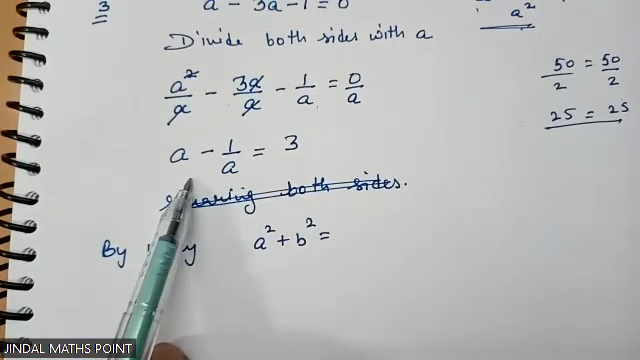 3
a - 3a - 1 = 0
a²
Divide both sides with a
a²/a - 3a/a - 1/a = 0/a
50/2 = 50/2
25 = 25
a - 1/a = 3
both sides.
By
y
a² + b² =
JINDAL MATHS POINT